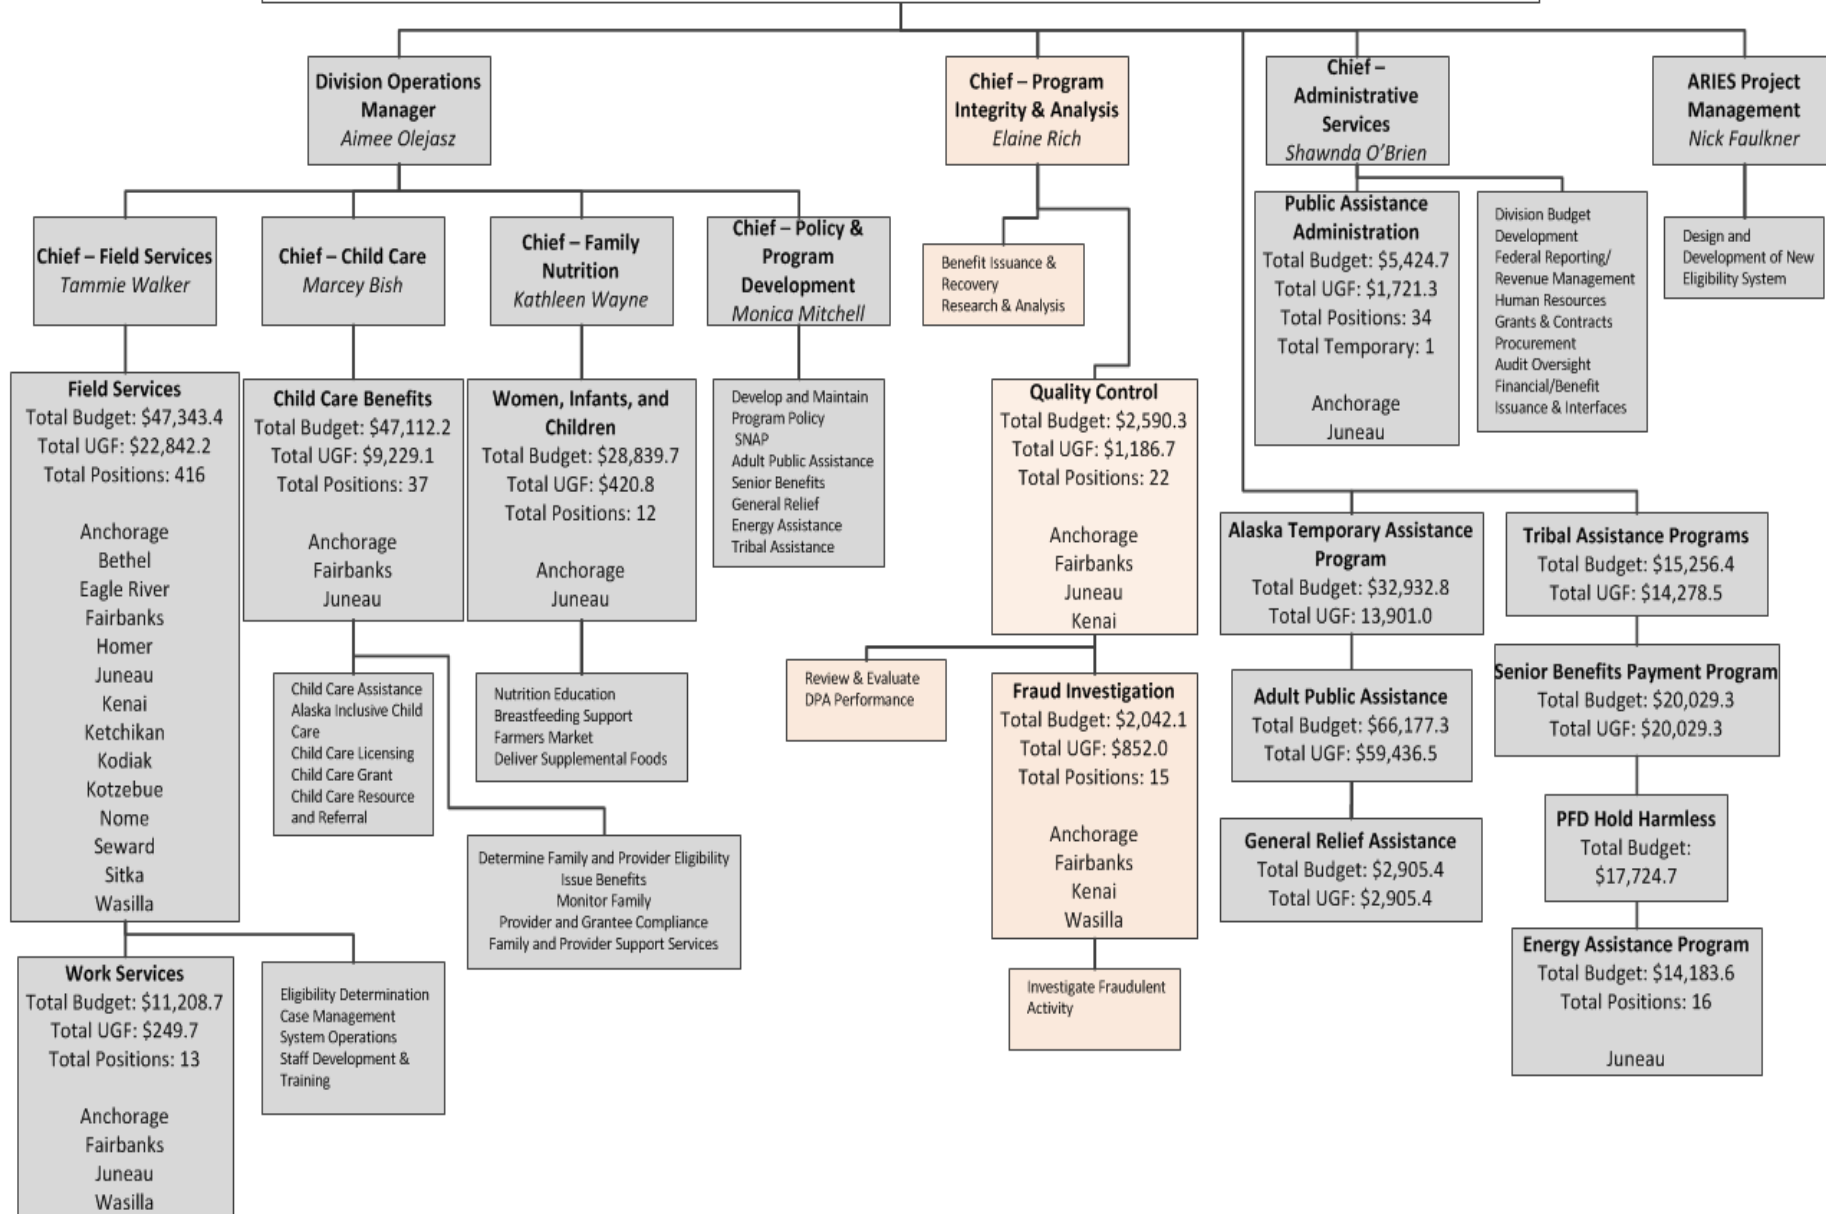 Division Operations
Manager
Aimee Olejasz
Chief – Program
Integrity & Analysis
Elaine Rich
Chief –
Administrative
Services
Shawnda O'Brien
ARIES Project
Management
Nick Faulkner
Chief – Field Services
Tammie Walker
Chief – Child Care
Marcey Bish
Chief – Family
Nutrition
Kathleen Wayne
Chief – Policy &
Program
Development
Monica Mitchell
Benefit Issuance &
Recovery
Research & Analysis
Public Assistance
Administration
Total Budget: $5,424.7
Total UGF: $1,721.3
Total Positions: 34
Total Temporary: 1
Anchorage
Juneau
Division Budget
Development
Federal Reporting/
Revenue Management
Human Resources
Grants & Contracts
Procurement
Audit Oversight
Financial/Benefit
Issuance & Interfaces
Design and
Development of New
Eligibility System
Field Services
Total Budget: $47,343.4
Total UGF: $22,842.2
Total Positions: 416
Anchorage
Bethel
Eagle River
Fairbanks
Homer
Juneau
Kenai
Ketchikan
Kodiak
Kotzebue
Nome
Seward
Sitka
Wasilla
Child Care Benefits
Total Budget: $47,112.2
Total UGF: $9,229.1
Total Positions: 37
Anchorage
Fairbanks
Juneau
Women, Infants, and
Children
Total Budget: $28,839.7
Total UGF: $420.8
Total Positions: 12
Anchorage
Juneau
Develop and Maintain
Program Policy
SNAP
Adult Public Assistance
Senior Benefits
General Relief
Energy Assistance
Tribal Assistance
Quality Control
Total Budget: $2,590.3
Total UGF: $1,186.7
Total Positions: 22
Anchorage
Fairbanks
Juneau
Kenai
Alaska Temporary Assistance
Program
Total Budget: $32,932.8
Total UGF: 13,901.0
Tribal Assistance Programs
Total Budget: $15,256.4
Total UGF: $14,278.5
Child Care Assistance
Alaska Inclusive Child
Care
Child Care Licensing
Child Care Grant
Child Care Resource
and Referral
Nutrition Education
Breastfeeding Support
Farmers Market
Deliver Supplemental Foods
Review & Evaluate
DPA Performance
Fraud Investigation
Total Budget: $2,042.1
Total UGF: $852.0
Total Positions: 15
Anchorage
Fairbanks
Kenai
Wasilla
Adult Public Assistance
Total Budget: $66,177.3
Total UGF: $59,436.5
Senior Benefits Payment Program
Total Budget: $20,029.3
Total UGF: $20,029.3
Determine Family and Provider Eligibility
Issue Benefits
Monitor Family
Provider and Grantee Compliance
Family and Provider Support Services
General Relief Assistance
Total Budget: $2,905.4
Total UGF: $2,905.4
PFD Hold Harmless
Total Budget:
$17,724.7
Work Services
Total Budget: $11,208.7
Total UGF: $249.7
Total Positions: 13
Anchorage
Fairbanks
Juneau
Wasilla
Eligibility Determination
Case Management
System Operations
Staff Development &
Training
Investigate Fraudulent
Activity
Energy Assistance Program
Total Budget: $14,183.6
Total Positions: 16
Juneau